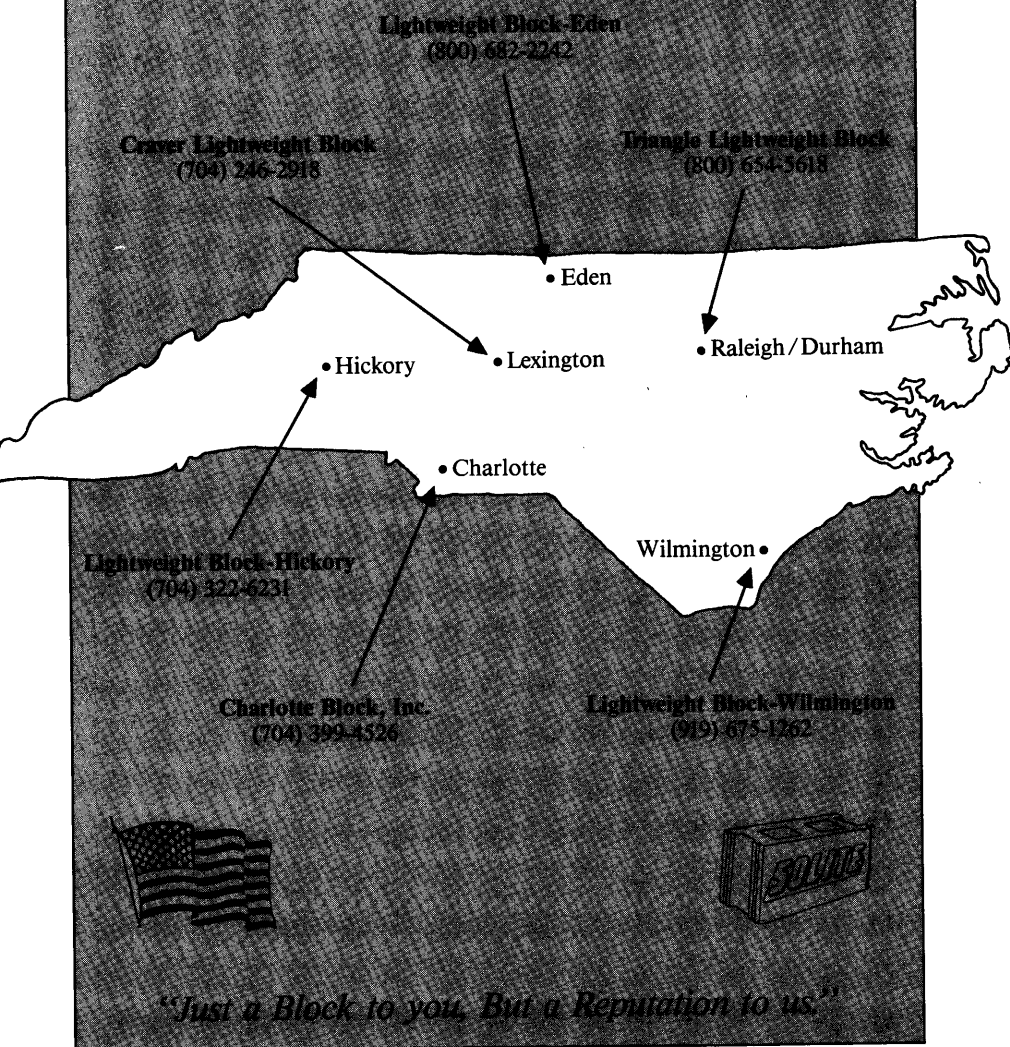 Lightweight Block-Eden
(800) 682-2242
Craver Lightweight Block
(704) 246-2918
Triangle Lightweight Block
(800) 654-5618
Eden
Raleigh/Durham
Lexington
Hickory
Charlotte
Wilmington
Lightweight Block-Hickory
(704) 322-6231
Charlotte Block, Inc.
(704) 399-4526
Lightweight Block-Wilmington
(919) 675-1262
SOLITE
“Just a Block to you, But a Reputation to us.”